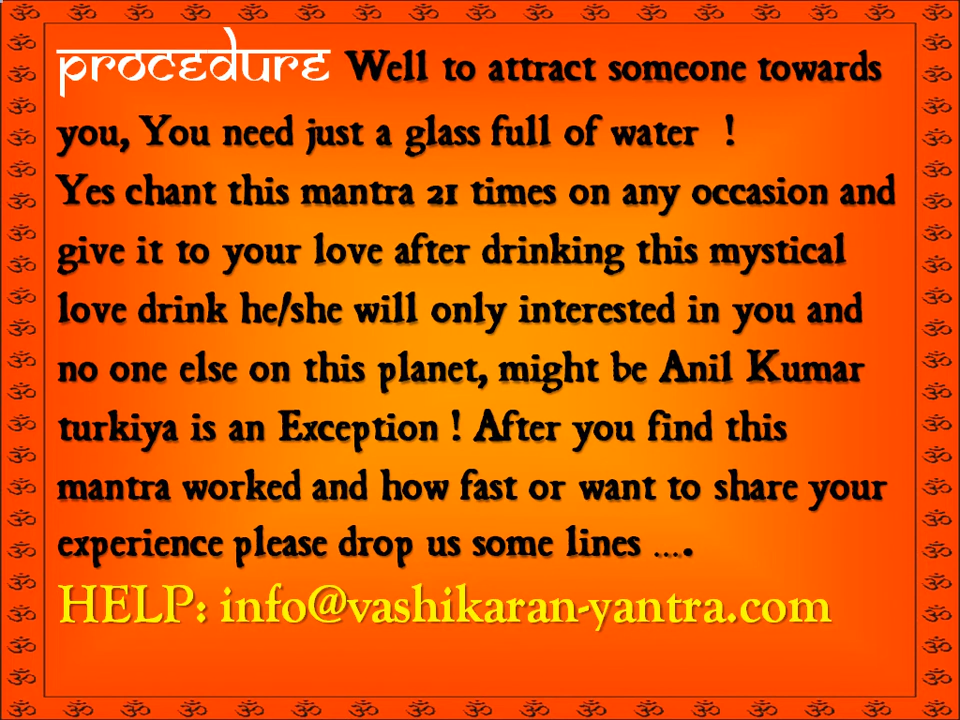 PROCEDURE Well to attract someone towards
you, You need just a glass full of water !
Yes chant this mantra 21 times on any occasion and
give it to your love after drinking this mystical
love drink he/she will only interested in you and
no one else on this planet, might be Anil Kumar
turkiya is an Exception ! After you find this
mantra worked and how fast or want to share your
experience please drop us some lines ….
HELP: info@vashikaran-yantra.com